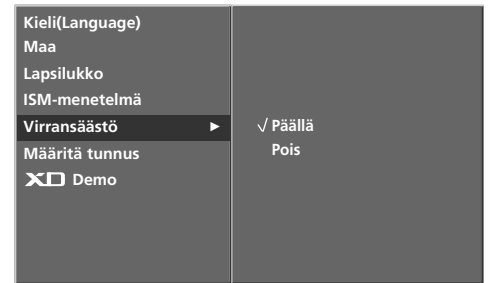 Kieli(Language)
Maa
Lapsilukko
ISM-menetelmä
Virransäästö ►
√ Päällä
Pois
Määritä tunnus
XD Demo